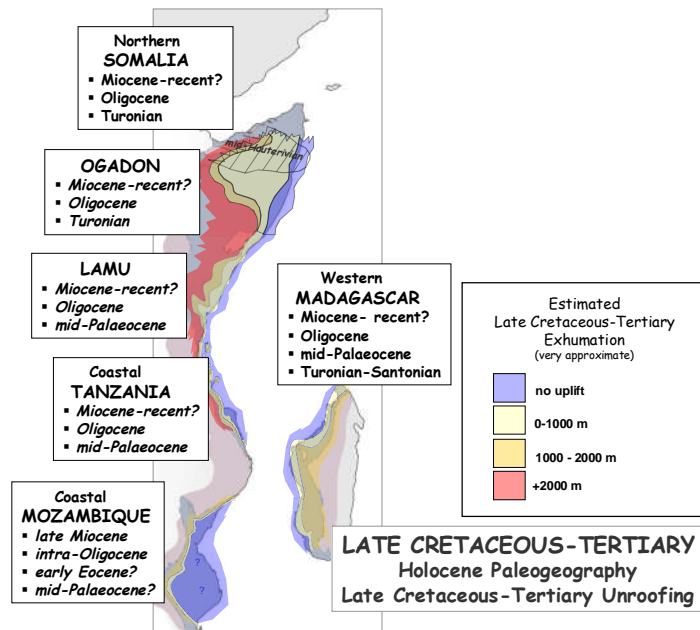 Northern
SOMALIA
▪ Miocene-recent?
▪ Oligocene
▪ Turonian
mid-Hauterivian
OGADON
▪ Miocene-recent?
▪ Oligocene
▪ Turonian
LAMU
▪ Miocene-recent?
▪ Oligocene
▪ mid-Palaeocene
Western
MADAGASCAR
▪ Miocene- recent?
▪ Oligocene
▪ mid-Palaeocene
▪ Turonian-Santonian
Coastal
TANZANIA
▪ Miocene-recent?
▪ Oligocene
▪ mid-Palaeocene
Coastal
MOZAMBIQUE
▪ late Miocene
▪ intra-Oligocene
▪ early Eocene?
▪ mid-Palaeocene?
?
?
Estimated
Late Cretaceous-Tertiary
Exhumation
(very approximate)
no uplift
0-1000 m
1000 - 2000 m
+2000 m
LATE CRETACEOUS-TERTIARY
Holocene Paleogeography
Late Cretaceous-Tertiary Unroofing